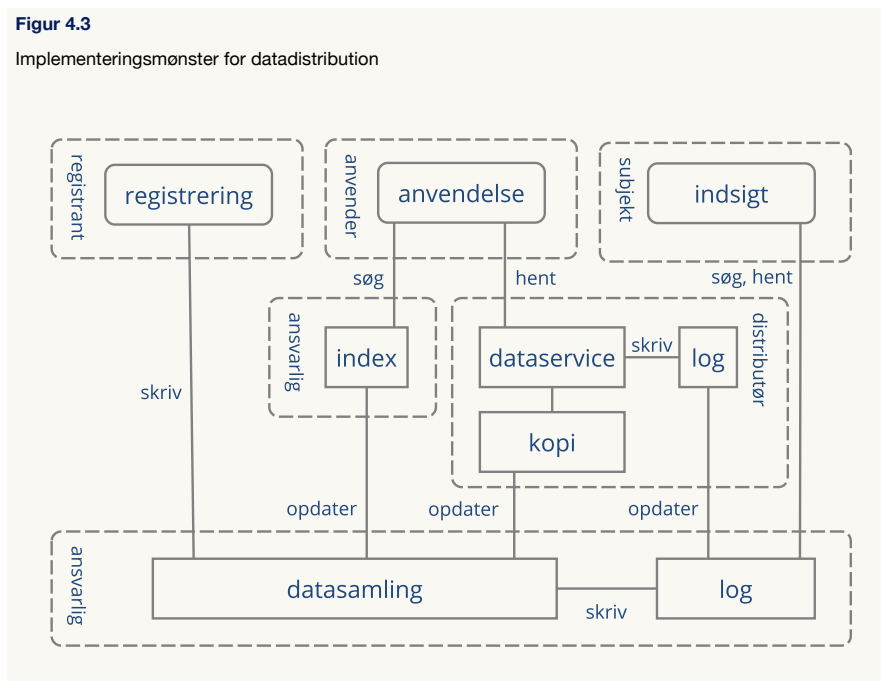 Figur 4.3
Implementeringsmønster for datadistribution
registrant
registrering
anvender
anvendelse
subjekt
indsigt
søg
hent
søg, hent
ansvarlig
index
dataservice
skriv
log
distributør
skriv
kopi
opdater
opdater
opdater
ansvarlig
datasamling
skriv
log